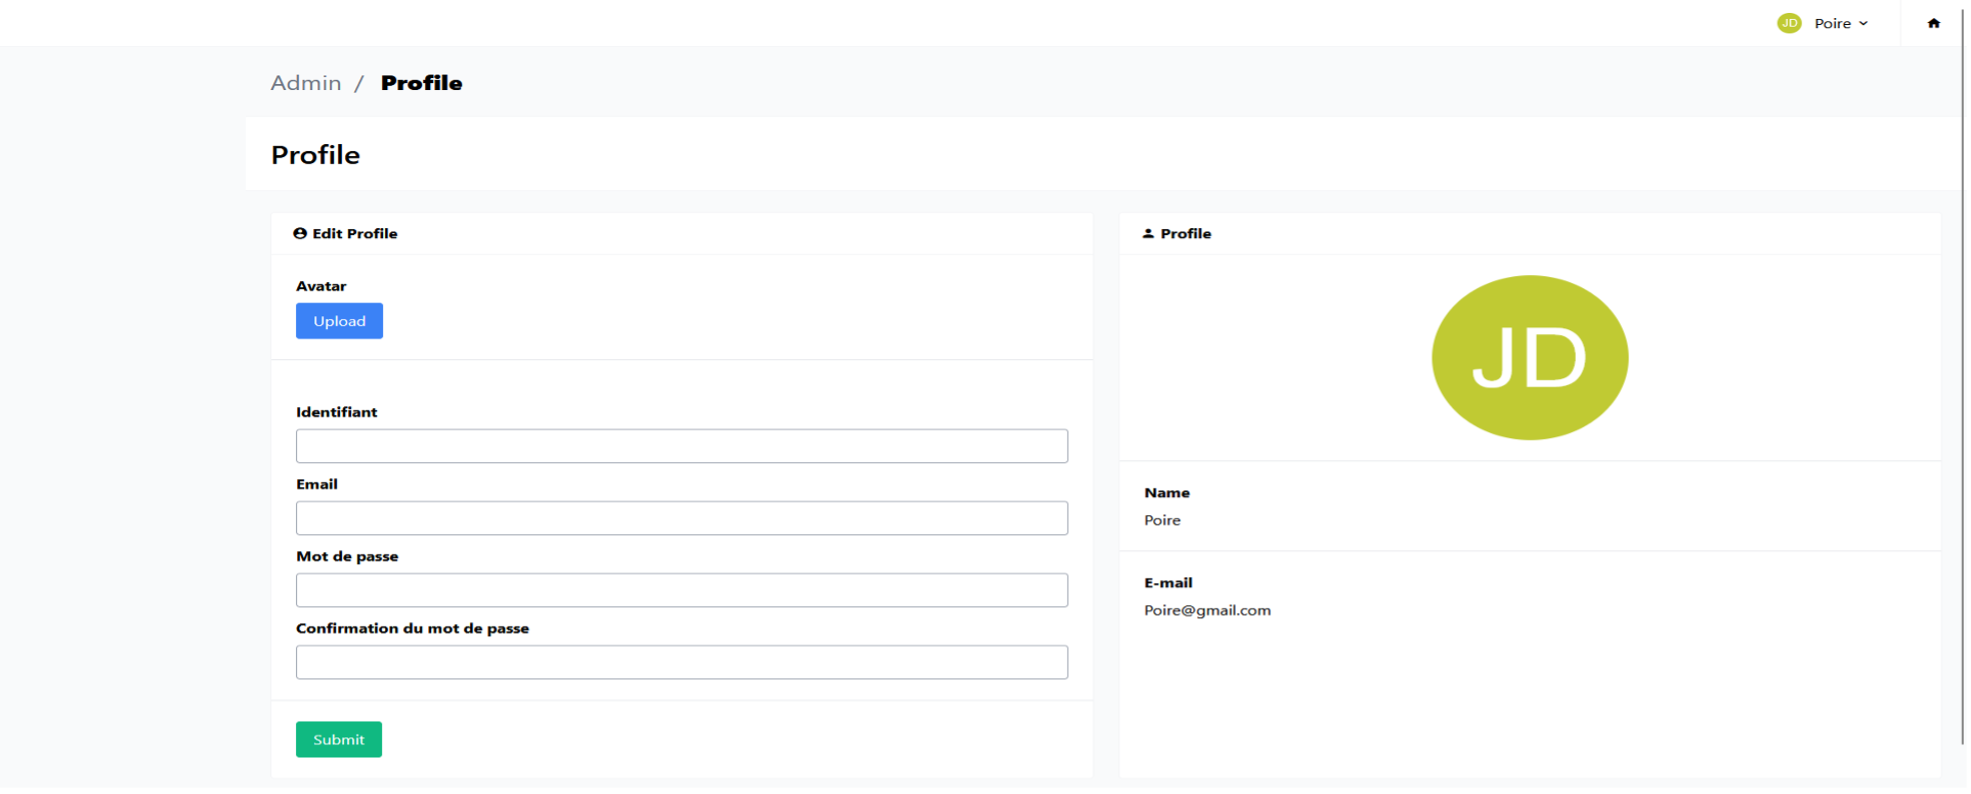 JD Poire
Admin / Profile
Profile
Edit Profile
Avatar
Upload
Identifiant
Email
Mot de passe
Confirmation du mot de passe
Submit
Profile
JD
Name
Poire
E-mail
Poire@gmail.com